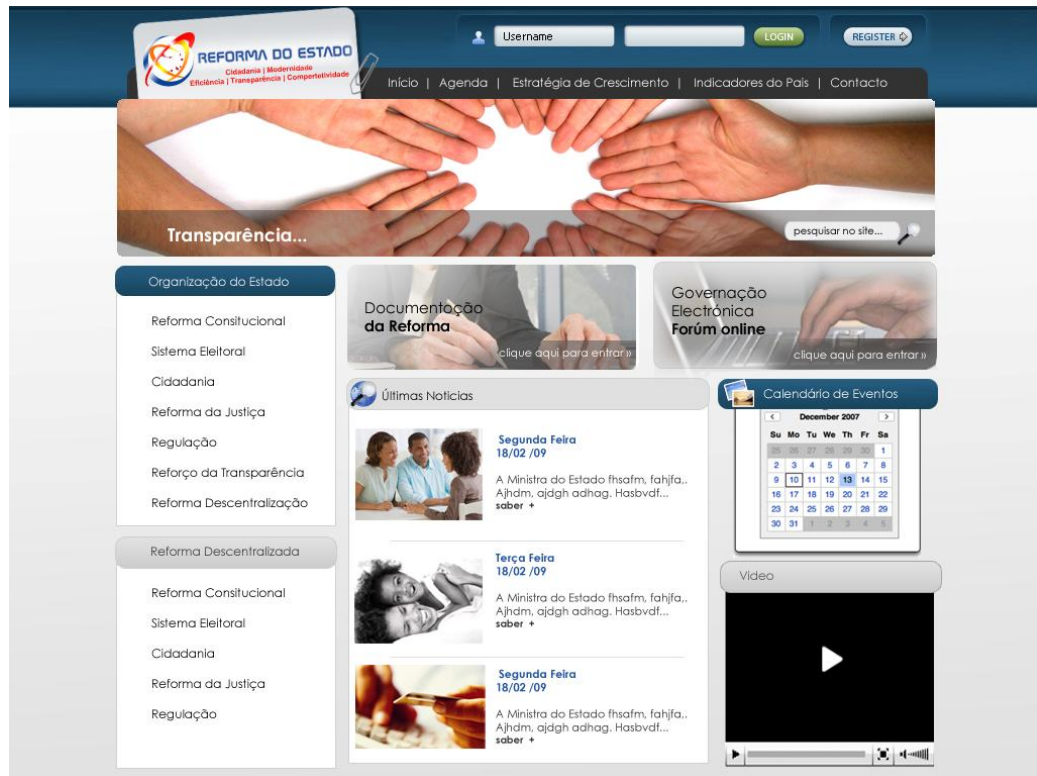 Username
LOGIN
REGISTER
REFORMA DO ESTADO
Cidadania | Modernidade
Eficiência | Transparência | Competetividade
Início | Agenda | Estratégia de Crescimento | Indicadores do País | Contacto
Transparência...
pesquisar no site...
Organização do Estado
Reforma Consitucional
Sistema Eleitoral
Cidadania
Reforma da Justiça
Regulação
Reforço da Transparência
Reforma Descentralização
Reforma Descentralizada
Reforma Consitucional
Sistema Eleitoral
Cidadania
Reforma da Justiça
Regulação
Documentação
da Reforma
clique aqui para entrar »
Governação
Electrónica
Forúm online
clique aqui para entrar »
Últimas Noticias
Segunda Feira
18/02 /09
A Ministra do Estado fhsafm, fahjfa..
Ajhdm, ajdgh adhag. Hasbvdf...
saber +
Terça Feira
18/02 /09
A Ministra do Estado fhsafm, fahjfa..
Ajhdm, ajdgh adhag. Hasbvdf...
saber +
Segunda Feira
18/02 /09
A Ministra do Estado fhsafm, fahjfa..
Ajhdm, ajdgh adhag. Hasbvdf...
saber +
Calendário de Eventos
December 2007
Su Mo Tu We Th Fr Sa
25 26 27 28 29 30 1
2 3 4 5 6 7 8
9 10 11 12 13 14 15
16 17 18 19 20 21 22
23 24 25 26 27 28 29
30 31 1 2 3 4 5
Video